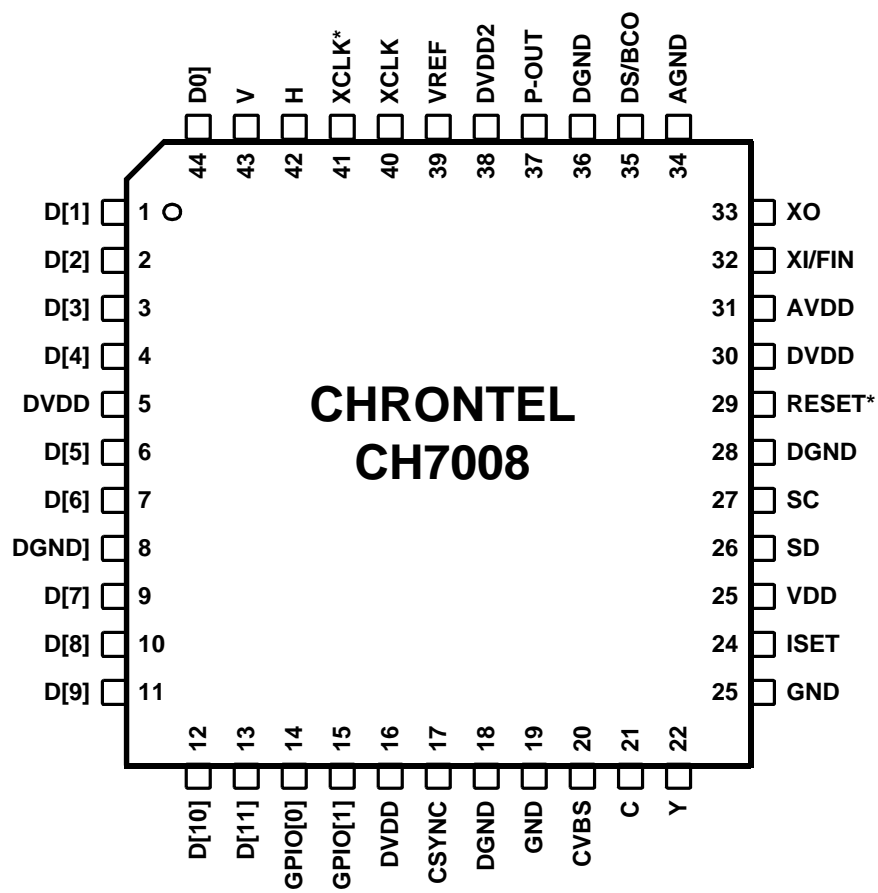 D0]
V
H
XCLK*
XCLK
VREF
DVDD2
P-OUT
DGND
DS/BCO
AGND
44
43
42
41
40
39
38
37
36
35
34
D[1] 1
D[2] 2
D[3] 3
D[4] 4
DVDD 5
D[5] 6
D[6] 7
DGND] 8
D[7] 9
D[8] 10
D[9] 11
CHRONTEL
CH7008
33 XO
32 XI/FIN
31 AVDD
30 DVDD
29 RESET*
28 DGND
27 SC
26 SD
25 VDD
24 ISET
25 GND
12
13
14
15
16
17
18
19
20
21
22
D[10]
D[11]
GPIO[0]
GPIO[1]
DVDD
CSYNC
DGND
GND
CVBS
C
Y